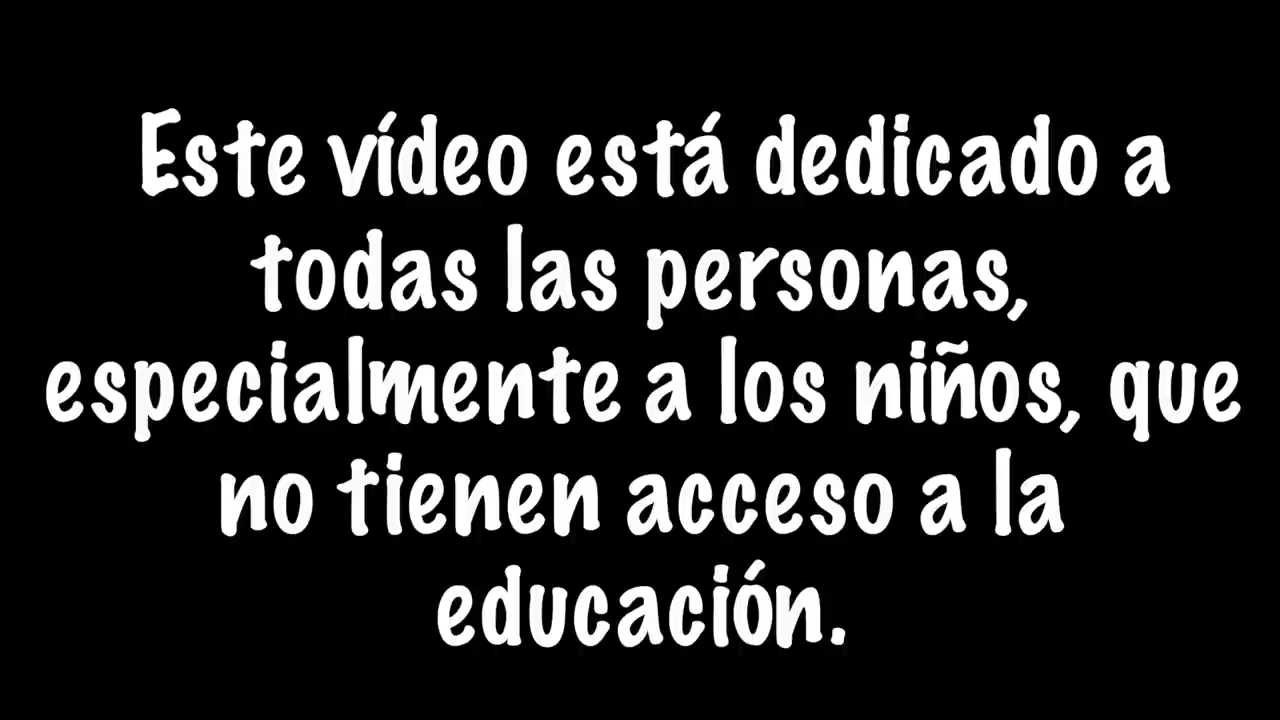 Este vídeo está dedicado a
todas las personas,
especialmente a los niños, que
no tienen acceso a la
educación.